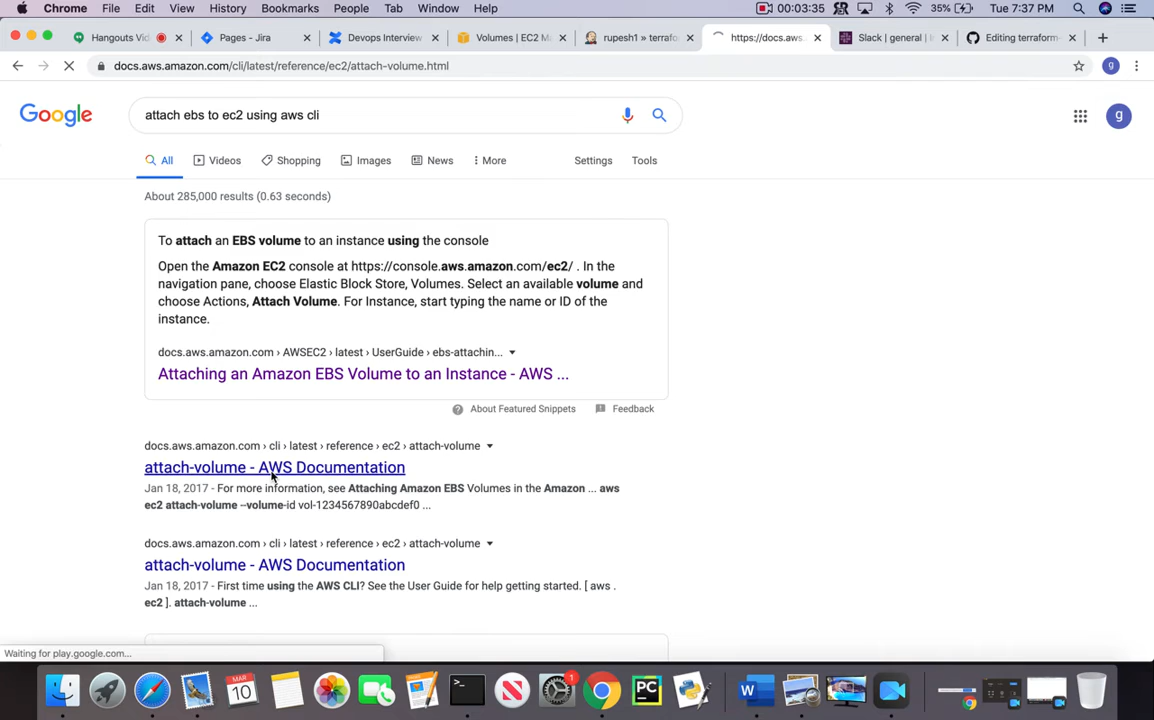 Chrome File Edit View History Bookmarks People Tab Window Help 00:03:35 35% Tue 7:37 PM
Hangouts Vi Pages - Jira Devops Interview Volumes | EC2 M rupesh1 » terrafo https://docs.aws. Slack | general | Editing terraform
docs.aws.amazon.com/cli/latest/reference/ec2/attach-volume.html g
Google attach ebs to ec2 using aws cli g
All Videos Shopping Images News More Settings Tools
About 285,000 results (0.63 seconds)
To attach an EBS volume to an instance using the console
Open the Amazon EC2 console at https://console.aws.amazon.com/ec2/ . In the
navigation pane, choose Elastic Block Store, Volumes. Select an available volume and
choose Actions, Attach Volume. For Instance, start typing the name or ID of the
instance.
docs.aws.amazon.com › AWSEC2 › latest › UserGuide › ebs-attachin...
Attaching an Amazon EBS Volume to an Instance - AWS ...
About Featured Snippets Feedback
docs.aws.amazon.com › cli › latest › reference › ec2 › attach-volume
attach-volume - AWS Documentation
Jan 18, 2017 - For more information, see Attaching Amazon EBS Volumes in the Amazon ... aws
ec2 attach-volume --volume-id vol-1234567890abcdef0 ...
docs.aws.amazon.com › cli › latest › reference › ec2 › attach-volume
attach-volume - AWS Documentation
Jan 18, 2017 - First time using the AWS CLI? See the User Guide for help getting started. [ aws .
ec2 ]. attach-volume ...
Waiting for play.google.com...
MAR
10
1
PC
W